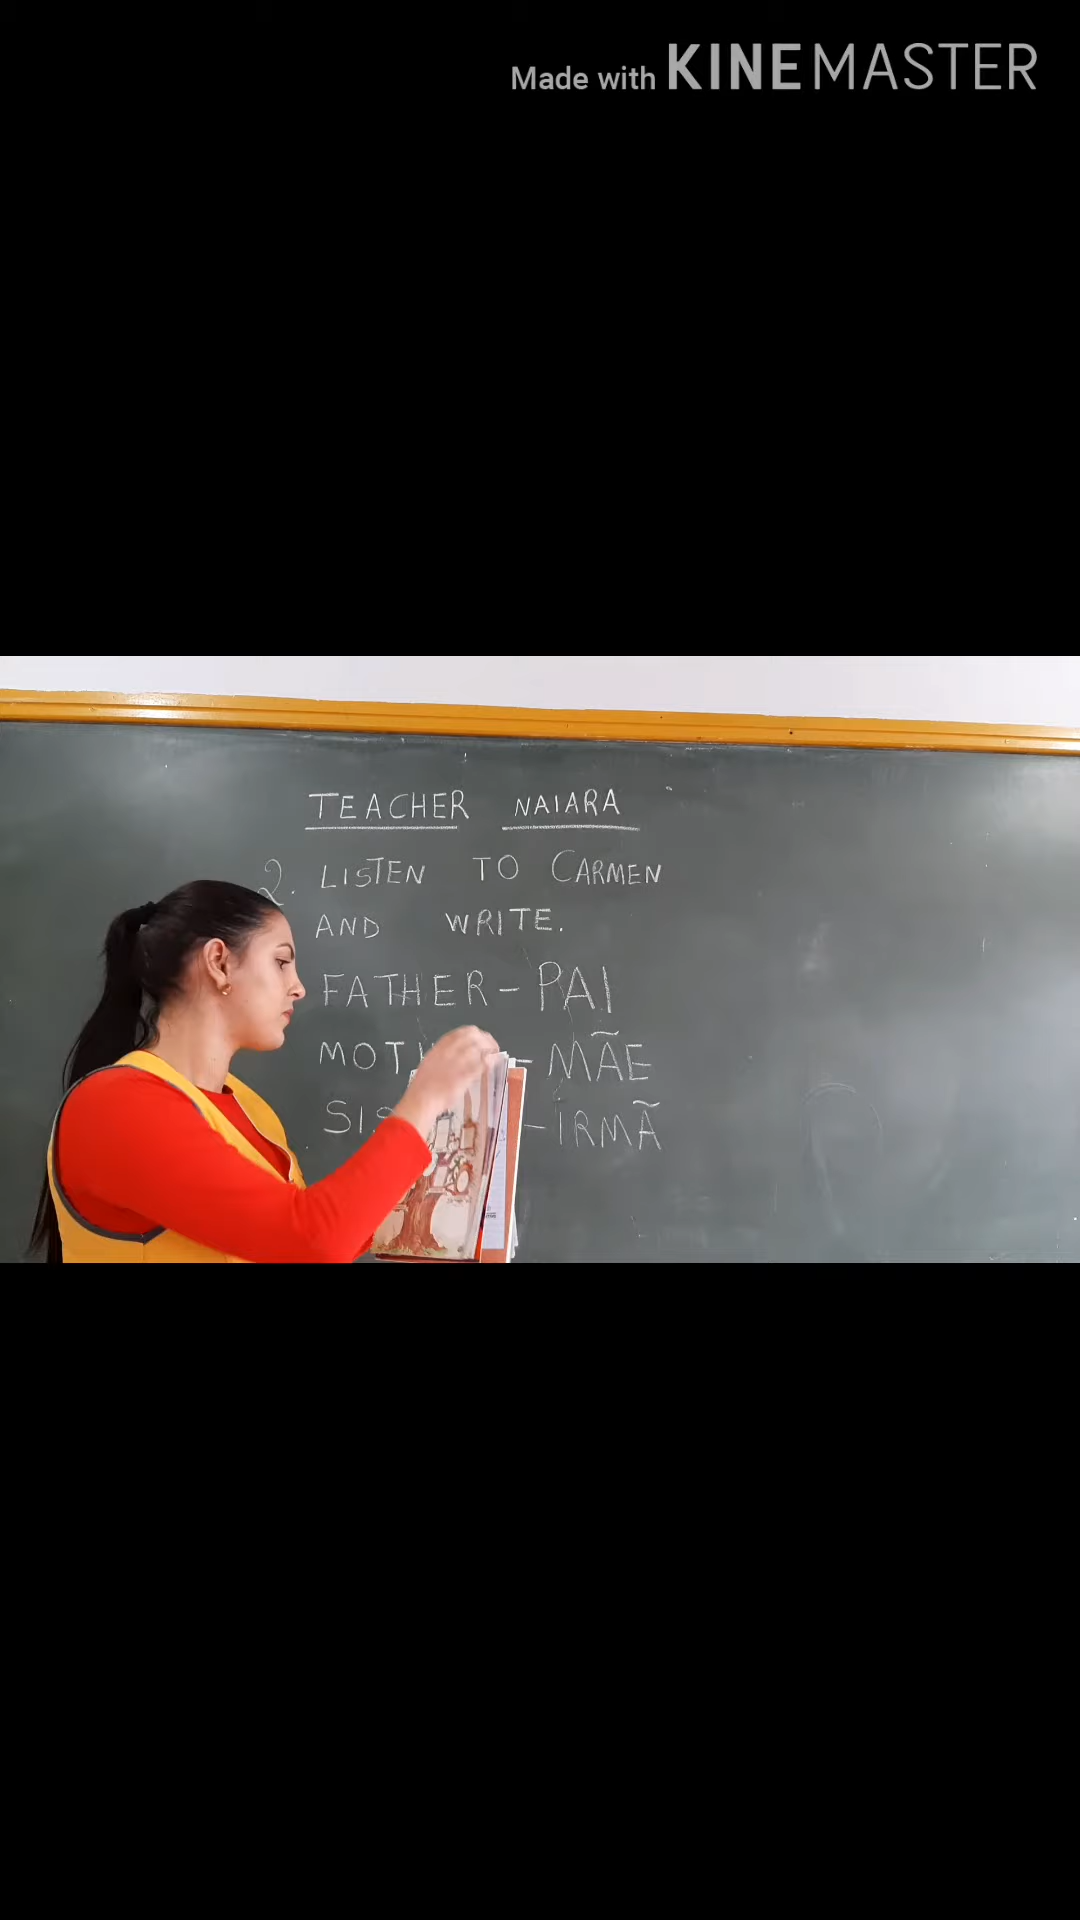 Made with KINEMASTER
TEACHER NAIARA
2. LISTEN TO CARMEN
AND WRITE.
FATHER - PAI
- MÃE
- IRMÃ